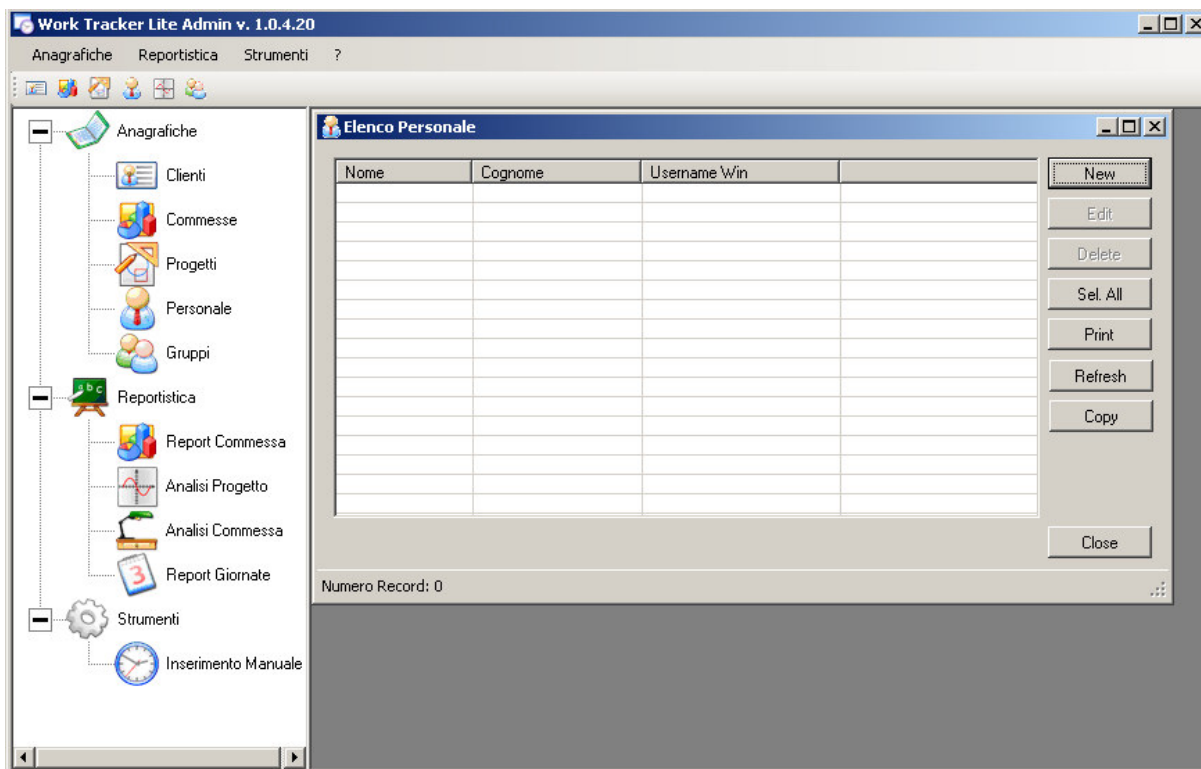 Work Tracker Lite Admin v. 1.0.4.20
Anagrafiche Reportistica Strumenti ?
Anagrafiche
Clienti
Commesse
Progetti
Personale
Gruppi
Reportistica
Report Commessa
Analisi Progetto
Analisi Commessa
Report Giornate
Strumenti
Inserimento Manuale
Elenco Personale
Nome Cognome Username Win
New
Edit
Delete
Sel. All
Print
Refresh
Copy
Close
Numero Record: 0